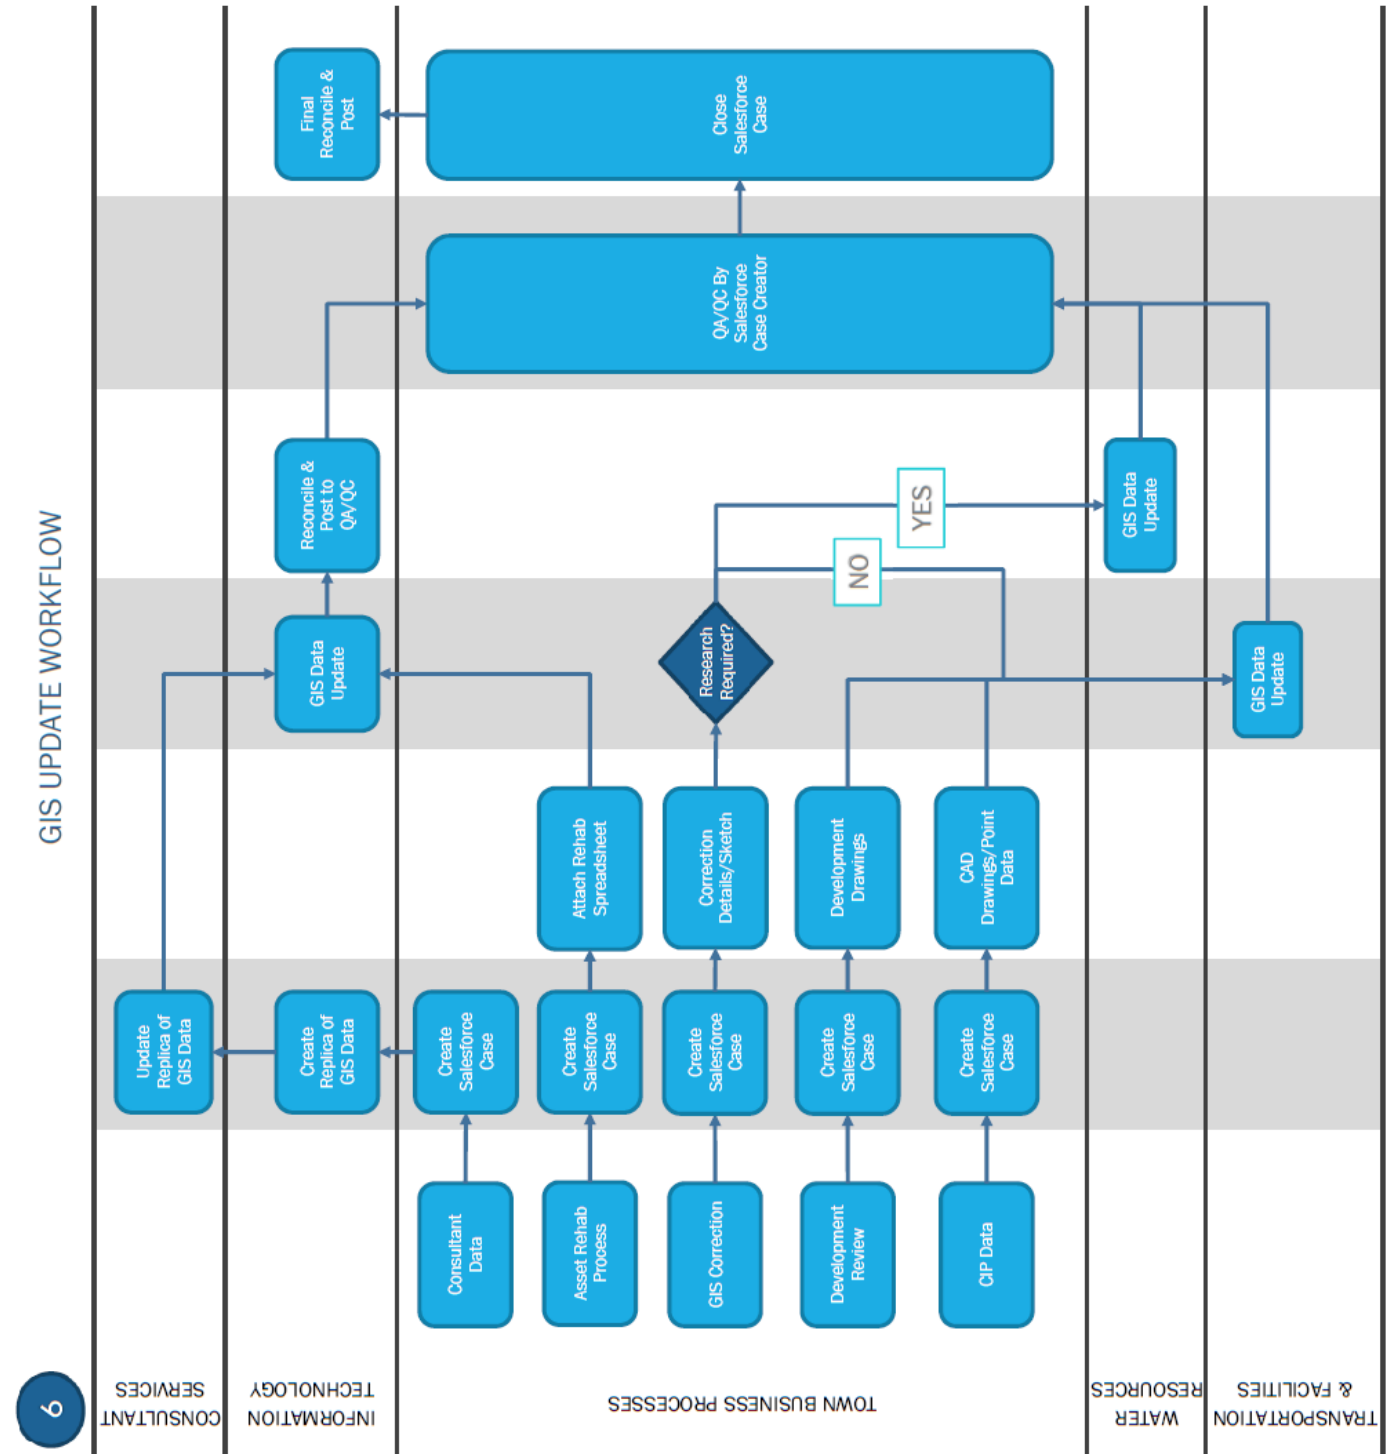 GIS UPDATE WORKFLOW
9
CONSULTANT
SERVICES
INFORMATION
TECHNOLOGY
TOWN BUSINESS PROCESSES
WATER
RESOURCES
TRANSPORTATION
& FACILITIES
Update
Replica of
GIS Data
Create
Replica of
GIS Data
GIS Data
Update
Reconcile &
Post to
QA/QC
Final
Reconcile &
Post
Consultant
Data
Create
Salesforce
Case
Asset Rehab
Process
Create
Salesforce
Case
Attach Rehab
Spreadsheet
GIS Correction
Create
Salesforce
Case
Correction
Details/Sketch
Research
Required?
NO
YES
Development
Review
Create
Salesforce
Case
Development
Drawings
CIP Data
Create
Salesforce
Case
CAD
Drawings/Point
Data
QA/QC By
Salesforce
Case Creator
Close
Salesforce
Case
GIS Data
Update
GIS Data
Update